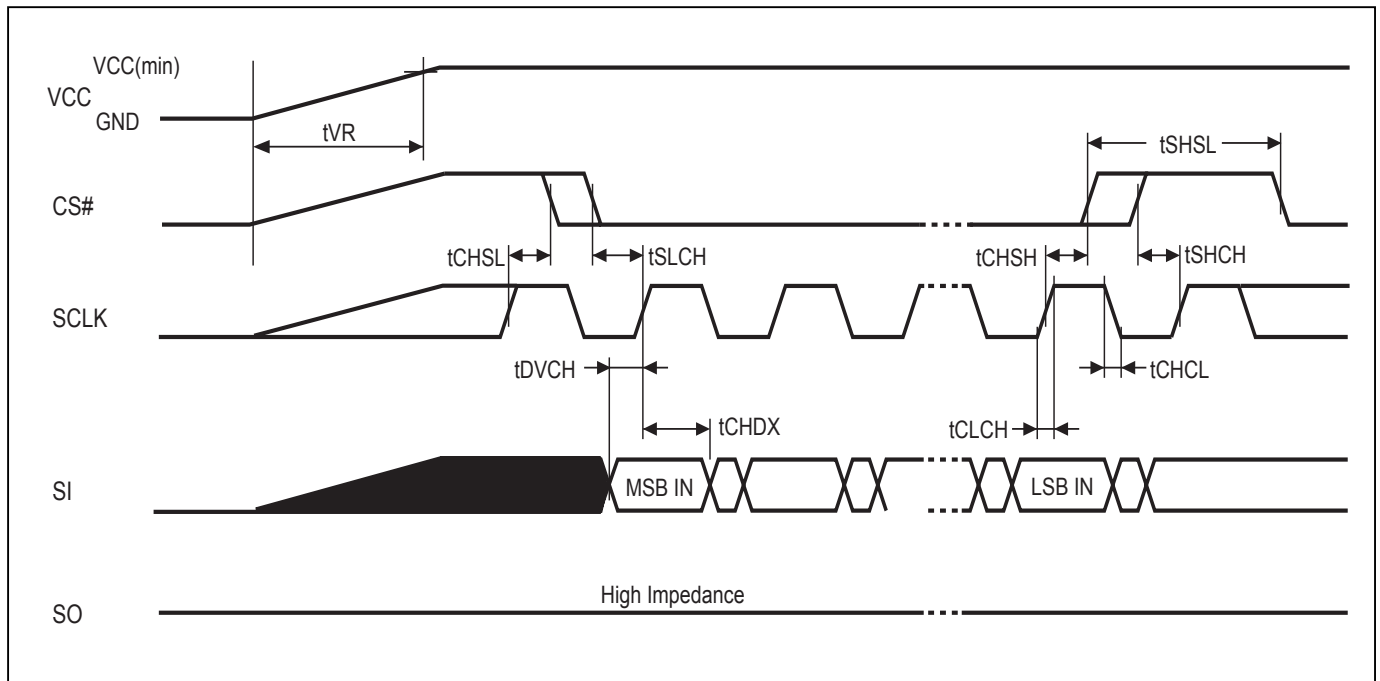 VCC(min)
VCC
GND
tVR
tSHSL
CS#
tCHSL
tSLCH
tCHSH
tSHCH
SCLK
tDVCH
tCHCL
tCHDX
tCLCH
SI
MSB IN
LSB IN
High Impedance
SO